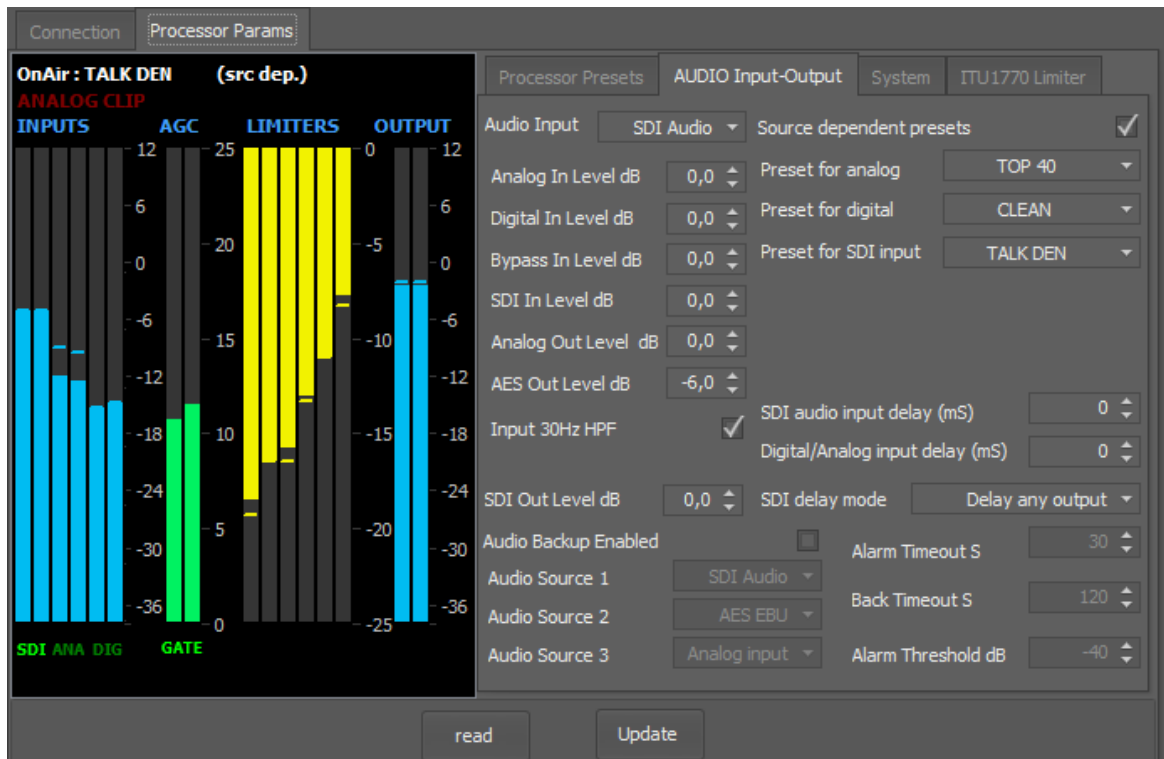 Connection Processor Params
OnAir : TALK DEN (src dep.)
ANALOG CLIP
INPUTS AGC LIMITERS OUTPUT
12 25 0 12
6 20 -5 6
0 0
-6 15 -10 -6
-12 -12
-18 10 -15 -18
-24 -24
-30 5 -20 -30
-36 -36
0 -25
SDI ANA DIG GATE
Processor Presets AUDIO Input-Output System ITU1770 Limiter
Audio Input SDI Audio Source dependent presets
Analog In Level dB 0,0 Preset for analog TOP 40
Digital In Level dB 0,0 Preset for digital CLEAN
Bypass In Level dB 0,0 Preset for SDI input TALK DEN
SDI In Level dB 0,0
Analog Out Level dB 0,0
AES Out Level dB -6,0
SDI audio input delay (mS) 0
Input 30Hz HPF
Digital/Analog input delay (mS) 0
SDI Out Level dB 0,0 SDI delay mode Delay any output
Audio Backup Enabled Alarm Timeout S 30
Audio Source 1 SDI Audio
Back Timeout S 120
Audio Source 2 AES EBU
Audio Source 3 Analog input Alarm Threshold dB -40
read Update